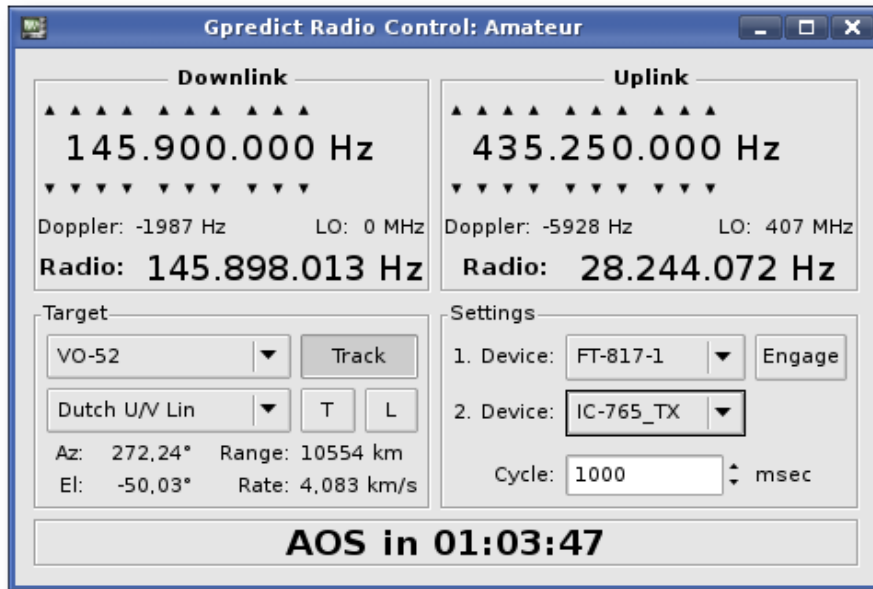 Gpredict Radio Control: Amateur
Downlink
145.900.000 Hz
Doppler: -1987 Hz LO: 0 MHz
Radio: 145.898.013 Hz
Uplink
435.250.000 Hz
Doppler: -5928 Hz LO: 407 MHz
Radio: 28.244.072 Hz
Target
VO-52 Track
Dutch U/V Lin T L
Az: 272,24° Range: 10554 km
El: -50,03° Rate: 4,083 km/s
Settings
1. Device: FT-817-1 Engage
2. Device: IC-765_TX
Cycle: 1000 msec
AOS in 01:03:47